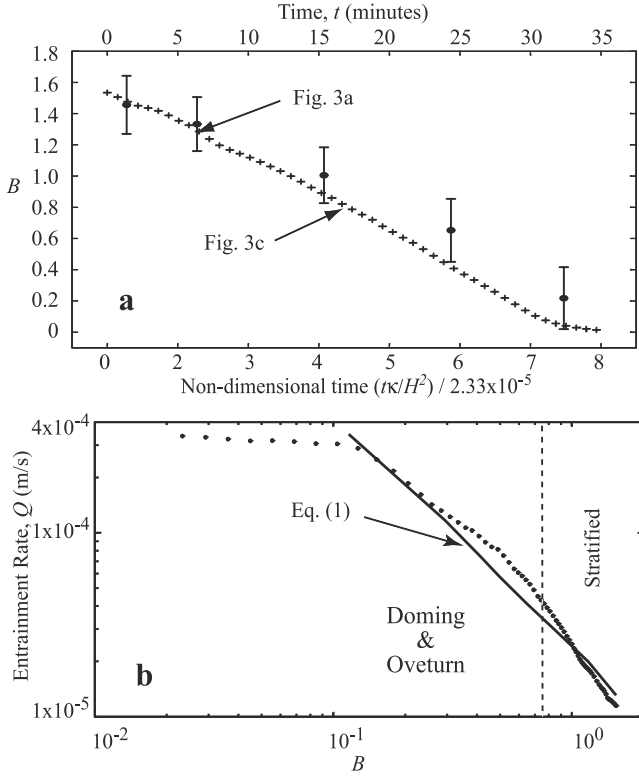 Time, t (minutes)
0 5 10 15 20 25 30 35
1.8
1.6
1.4
1.2
1.0
0.8
0.6
0.4
0.2
0
B
Fig. 3a
Fig. 3c
a
0 1 2 3 4 5 6 7 8
Non-dimensional time (tκ/H²) / 2.33x10⁻⁵
4x10⁻⁴
1x10⁻⁴
1x10⁻⁵
Entrainment Rate, Q (m/s)
Eq. (1)
Stratified
Doming
&
Oveturn
b
10⁻² 10⁻¹ 10⁰
B